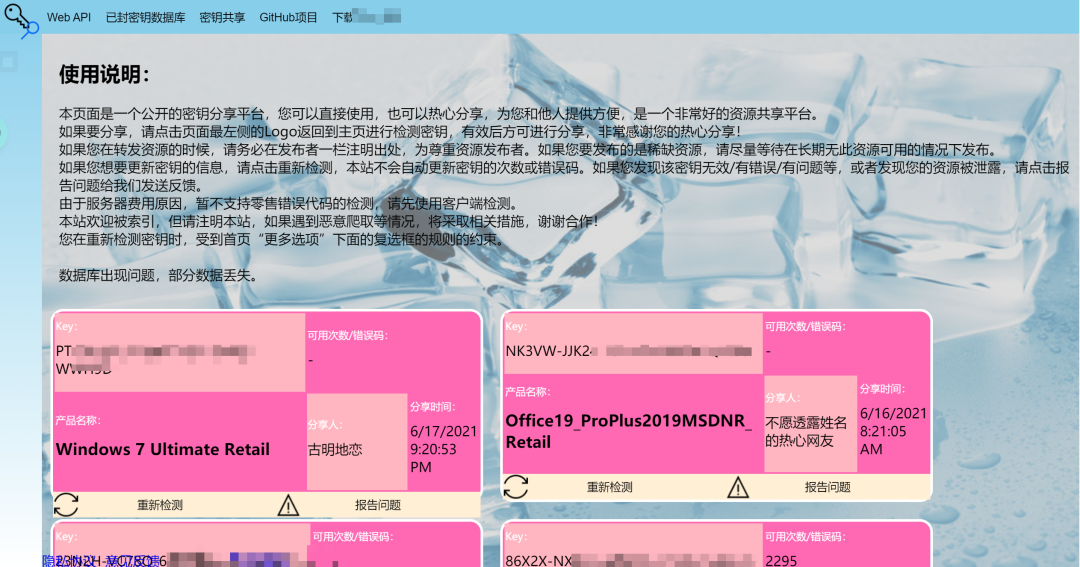 Web API 已封密钥数据库 密钥共享 GitHub项目 下载
使用说明：
本页面是一个公开的密钥分享平台，您可以直接使用，也可以热心分享，为您和他人提供方便，是一个非常好的资源共享平台。
如果要分享，请点击页面最左侧的Logo返回到主页进行检测密钥，有效后方可进行分享，非常感谢您的热心分享！
如果您在转发资源的时候，请务必在发布者一栏注明出处，为尊重资源发布者。如果您要发布的是稀缺资源，请尽量等待在长期无此资源可用的情况下发布。
如果您想要更新密钥的信息，请点击重新检测，本站不会自动更新密钥的次数或错误码。如果您发现该密钥无效/有错误/有问题等，或者发现您的资源被泄露，请点击报
告问题给我们发送反馈。
由于服务器费用原因，暂不支持零售错误代码的检测，请先使用客户端检测。
本站欢迎被索引，但请注明本站，如果遇到恶意爬取等情况，将采取相关措施，谢谢合作！
您在重新检测密钥时，受到首页“更多选项”下面的复选框的规则的约束。
数据库出现问题，部分数据丢失。
Key：
PT
可用次数/错误码：
-
产品名称：
Windows 7 Ultimate Retail
分享人：
古明地恋
分享时间：
6/17/2021
9:20:53
PM
重新检测
报告问题
Key：
NK3VW-JJK2
可用次数/错误码：
-
产品名称：
Office19_ProPlus2019MSDNR_
Retail
分享人：
不愿透露姓名
的热心网友
分享时间：
6/16/2021
8:21:05
AM
重新检测
报告问题
Key：
可用次数/错误码：
Key：
86X2X-NX
可用次数/错误码：
2295